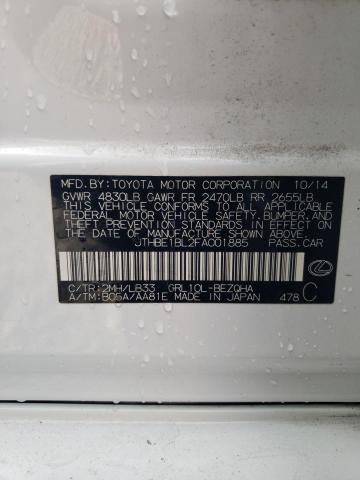 MFD. BY: TOYOTA MOTOR CORPORATION 10/14
GVWR 4830LB GAWR FR 2470LB RR 2655LB
THIS VEHICLE CONFORMS TO ALL APPLICABLE
FEDERAL MOTOR VEHICLE SAFETY, BUMPER, AND
THEFT PREVENTION STANDARDS IN EFFECT ON
THE DATE OF MANUFACTURE SHOWN ABOVE.
JTHBE1BL2FA001885 PASS.CAR
C/TR:2MH/LB33 GRL10L-BEZQHA
A/TM:B05A/AA81E MADE IN JAPAN 478 C